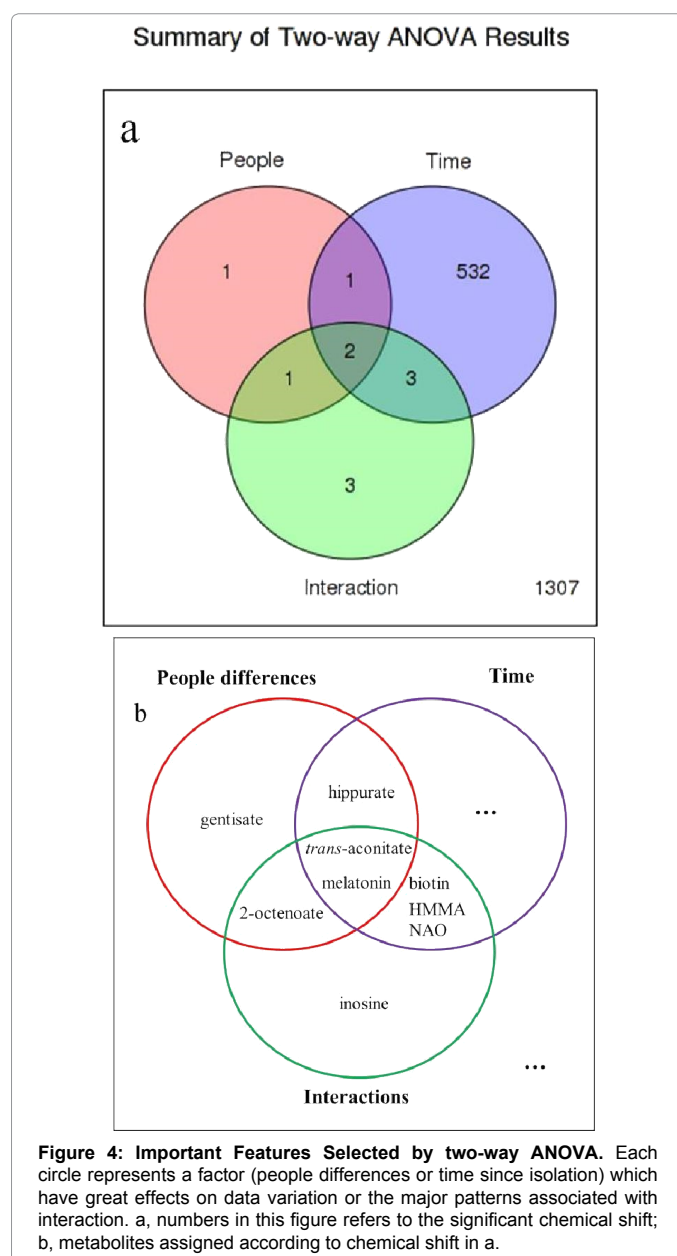 Summary of Two-way ANOVA Results
a
People
Time
1
1
532
2
1
3
3
Interaction
1307
People differences
Time
b
hippurate
gentisate
...
trans-aconitate
melatonin
biotin
2-octenoate
HMMA
NAO
inosine
...
Interactions
Figure 4: Important Features Selected by two-way ANOVA. Each
circle represents a factor (people differences or time since isolation) which
have great effects on data variation or the major patterns associated with
interaction. a, numbers in this figure refers to the significant chemical shift;
b, metabolites assigned according to chemical shift in a.